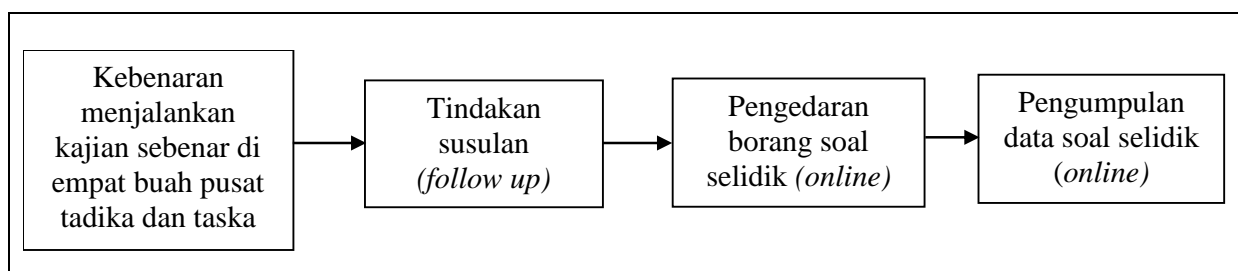 Kebenaran
menjalankan
kajian sebenar di
empat buah pusat
tadika dan taska
Tindakan
susulan
(follow up)
Pengedaran
borang soal
selidik (online)
Pengumpulan
data soal selidik
(online)